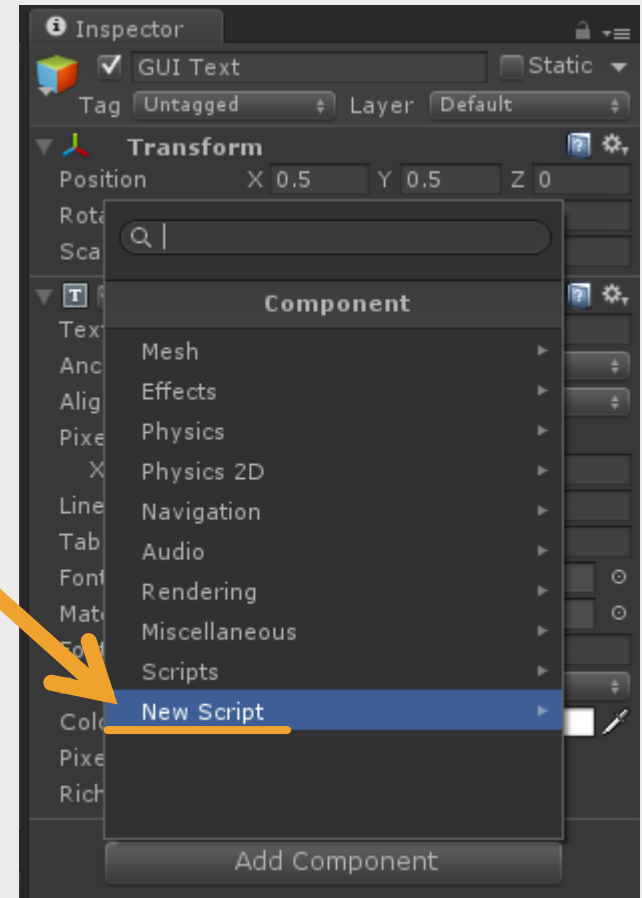 Inspector
GUI Text Static
Tag Untagged Layer Default
Transform
Position X 0.5 Y 0.5 Z 0
Rota
Sca
Component
T
Tex
Mesh
Anc
Effects
Alig
Physics
Pixe
X Physics 2D
Line
Navigation
Tab
Audio
Font
Rendering
Mate
Miscellaneous
Scripts
New Script
Colo
Pixe
Rich
Add Component